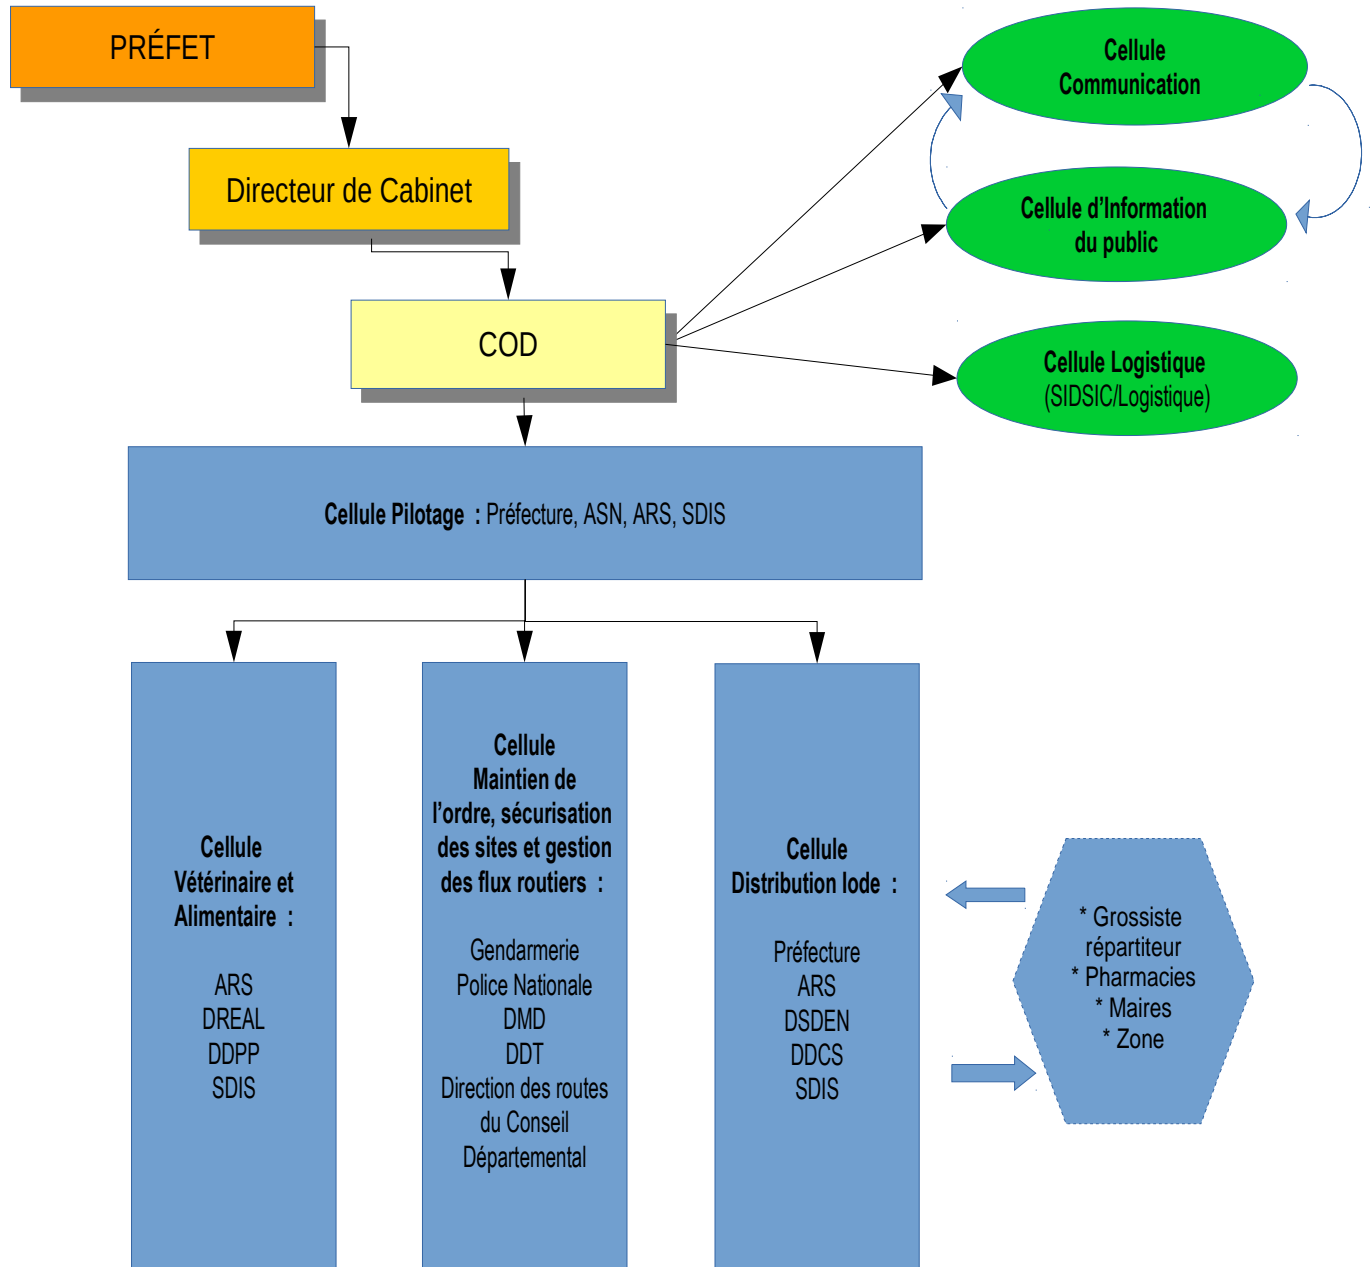 PRÉFET
Directeur de Cabinet
COD
Cellule
Communication
Cellule d'Information
du public
Cellule Logistique
(SIDSIC/Logistique)
Cellule Pilotage : Préfecture, ASN, ARS, SDIS
Cellule
Vétérinaire et
Alimentaire :
ARS
DREAL
DDPP
SDIS
Cellule
Maintien de
l'ordre, sécurisation
des sites et gestion
des flux routiers :
Gendarmerie
Police Nationale
DMD
DDT
Direction des routes
du Conseil
Départemental
Cellule
Distribution Iode :
Préfecture
ARS
DSDEN
DDCS
SDIS
* Grossiste
répartiteur
* Pharmacies
* Maires
* Zone